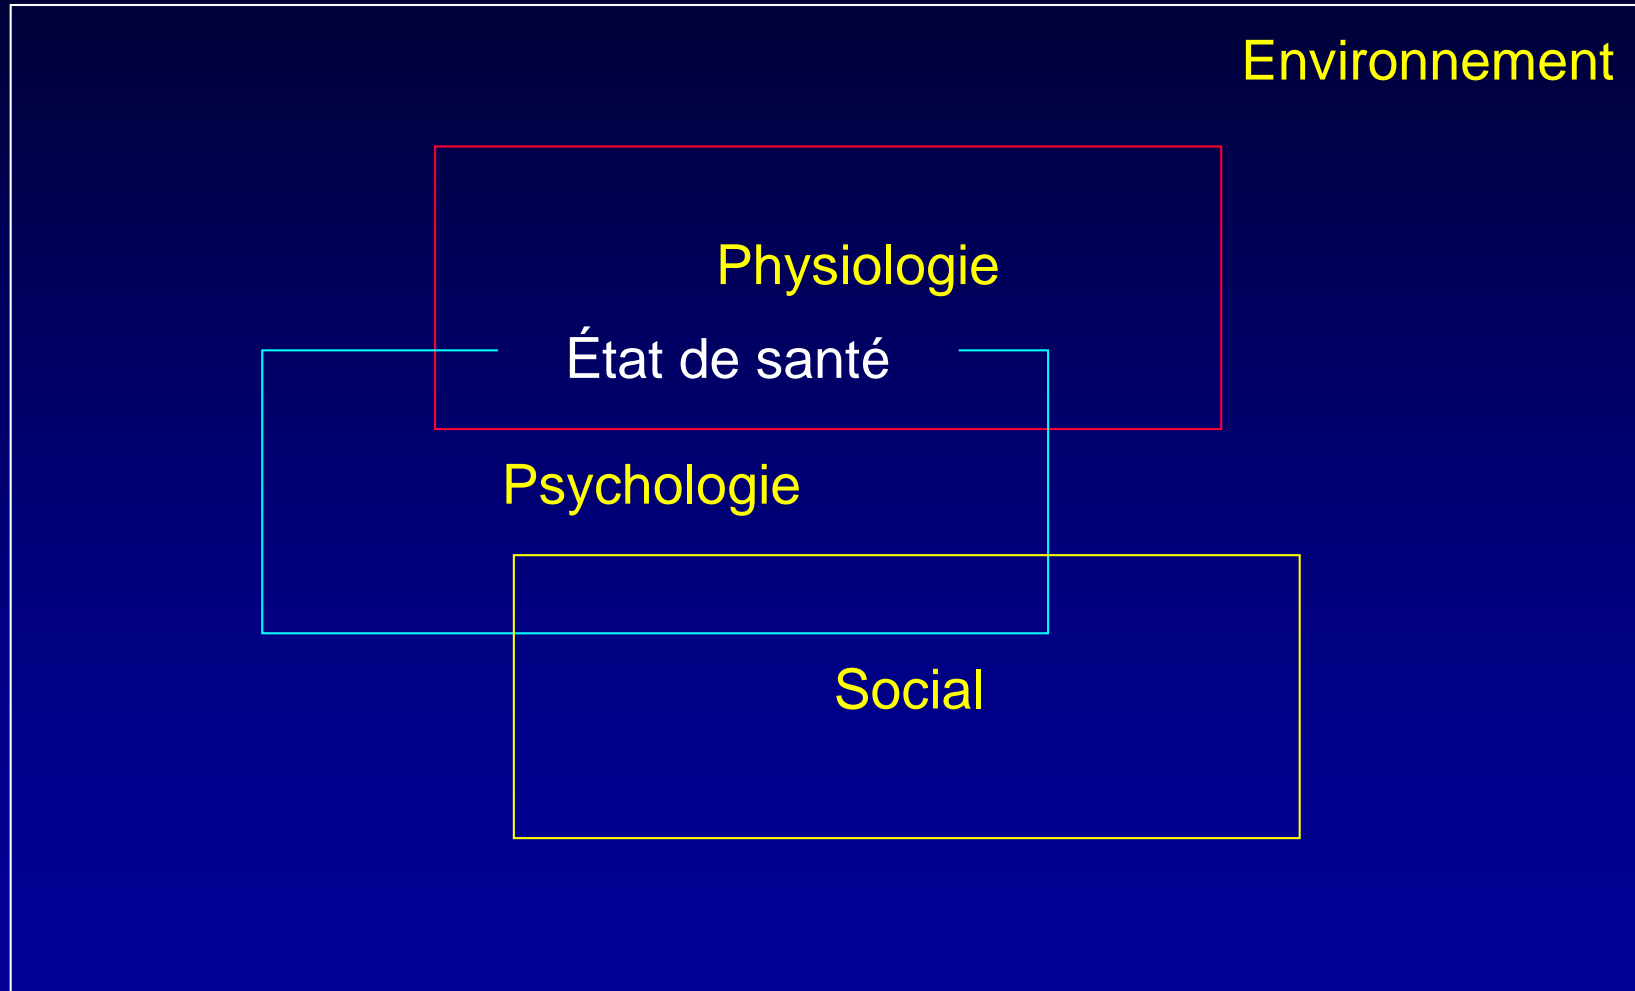 Environnement
Physiologie
État de santé
Psychologie
Social